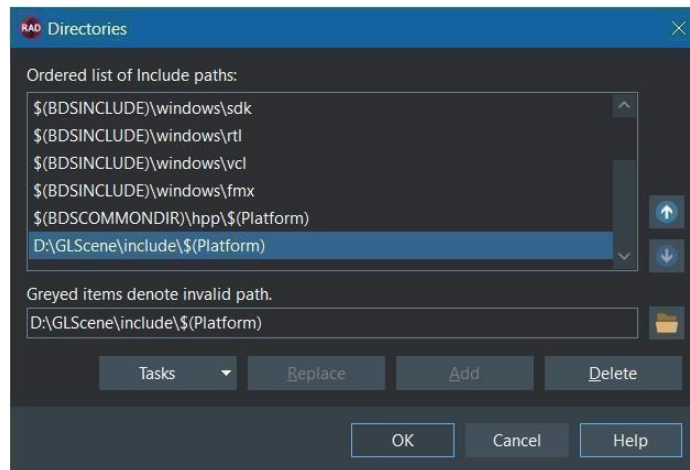 RAD Directories
Ordered list of Include paths:
$(BDSINCLUDE)\windows\sdk
$(BDSINCLUDE)\windows\rtl
$(BDSINCLUDE)\windows\vcl
$(BDSINCLUDE)\windows\fmx
$(BDSCOMMONDIR)\hpp\$(Platform)
D:\GLScene\include\$(Platform)
Greyed items denote invalid path.
D:\GLScene\include\$(Platform)
Tasks Replace Add Delete
OK Cancel Help